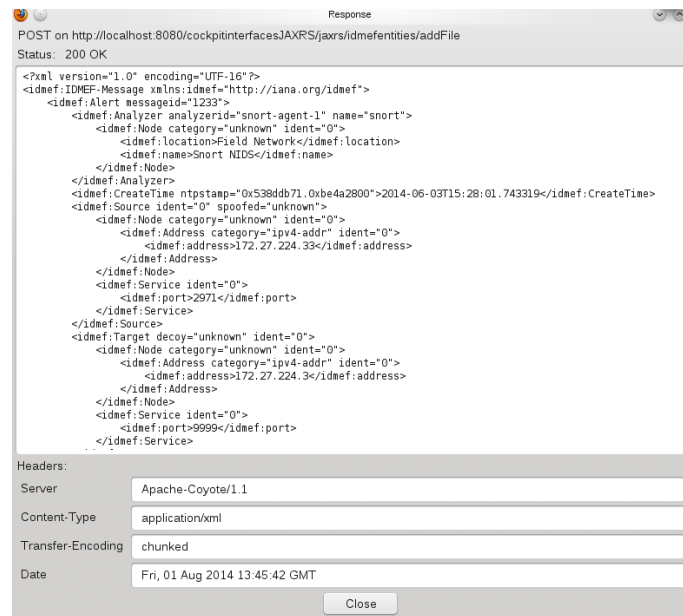 Response
POST on http://localhost:8080/cockpitinterfacesJAXRS/jaxrs/idmefentities/addFile
Status: 200 OK
<?xml version="1.0" encoding="UTF-16"?>
<idmef:IDMEF-Message xmlns:idmef="http://iana.org/idmef">
    <idmef:Alert messageid="1233">
        <idmef:Analyzer analyzerid="snort-agent-1" name="snort">
            <idmef:Node category="unknown" ident="0">
                <idmef:location>Field Network</idmef:location>
                <idmef:name>Snort NIDS</idmef:name>
            </idmef:Node>
        </idmef:Analyzer>
        <idmef:CreateTime ntpstamp="0x538ddb71.0xbe4a2800">2014-06-03T15:28:01.743319</idmef:CreateTime>
        <idmef:Source ident="0" spoofed="unknown">
            <idmef:Node category="unknown" ident="0">
                <idmef:Address category="ipv4-addr" ident="0">
                    <idmef:address>172.27.224.33</idmef:address>
                </idmef:Address>
            </idmef:Node>
            <idmef:Service ident="0">
                <idmef:port>2971</idmef:port>
            </idmef:Service>
        </idmef:Source>
        <idmef:Target decoy="unknown" ident="0">
            <idmef:Node category="unknown" ident="0">
                <idmef:Address category="ipv4-addr" ident="0">
                    <idmef:address>172.27.224.3</idmef:address>
                </idmef:Address>
            </idmef:Node>
            <idmef:Service ident="0">
                <idmef:port>9999</idmef:port>
            </idmef:Service>
Headers:
Server Apache-Coyote/1.1
Content-Type application/xml
Transfer-Encoding chunked
Date Fri, 01 Aug 2014 13:45:42 GMT
Close